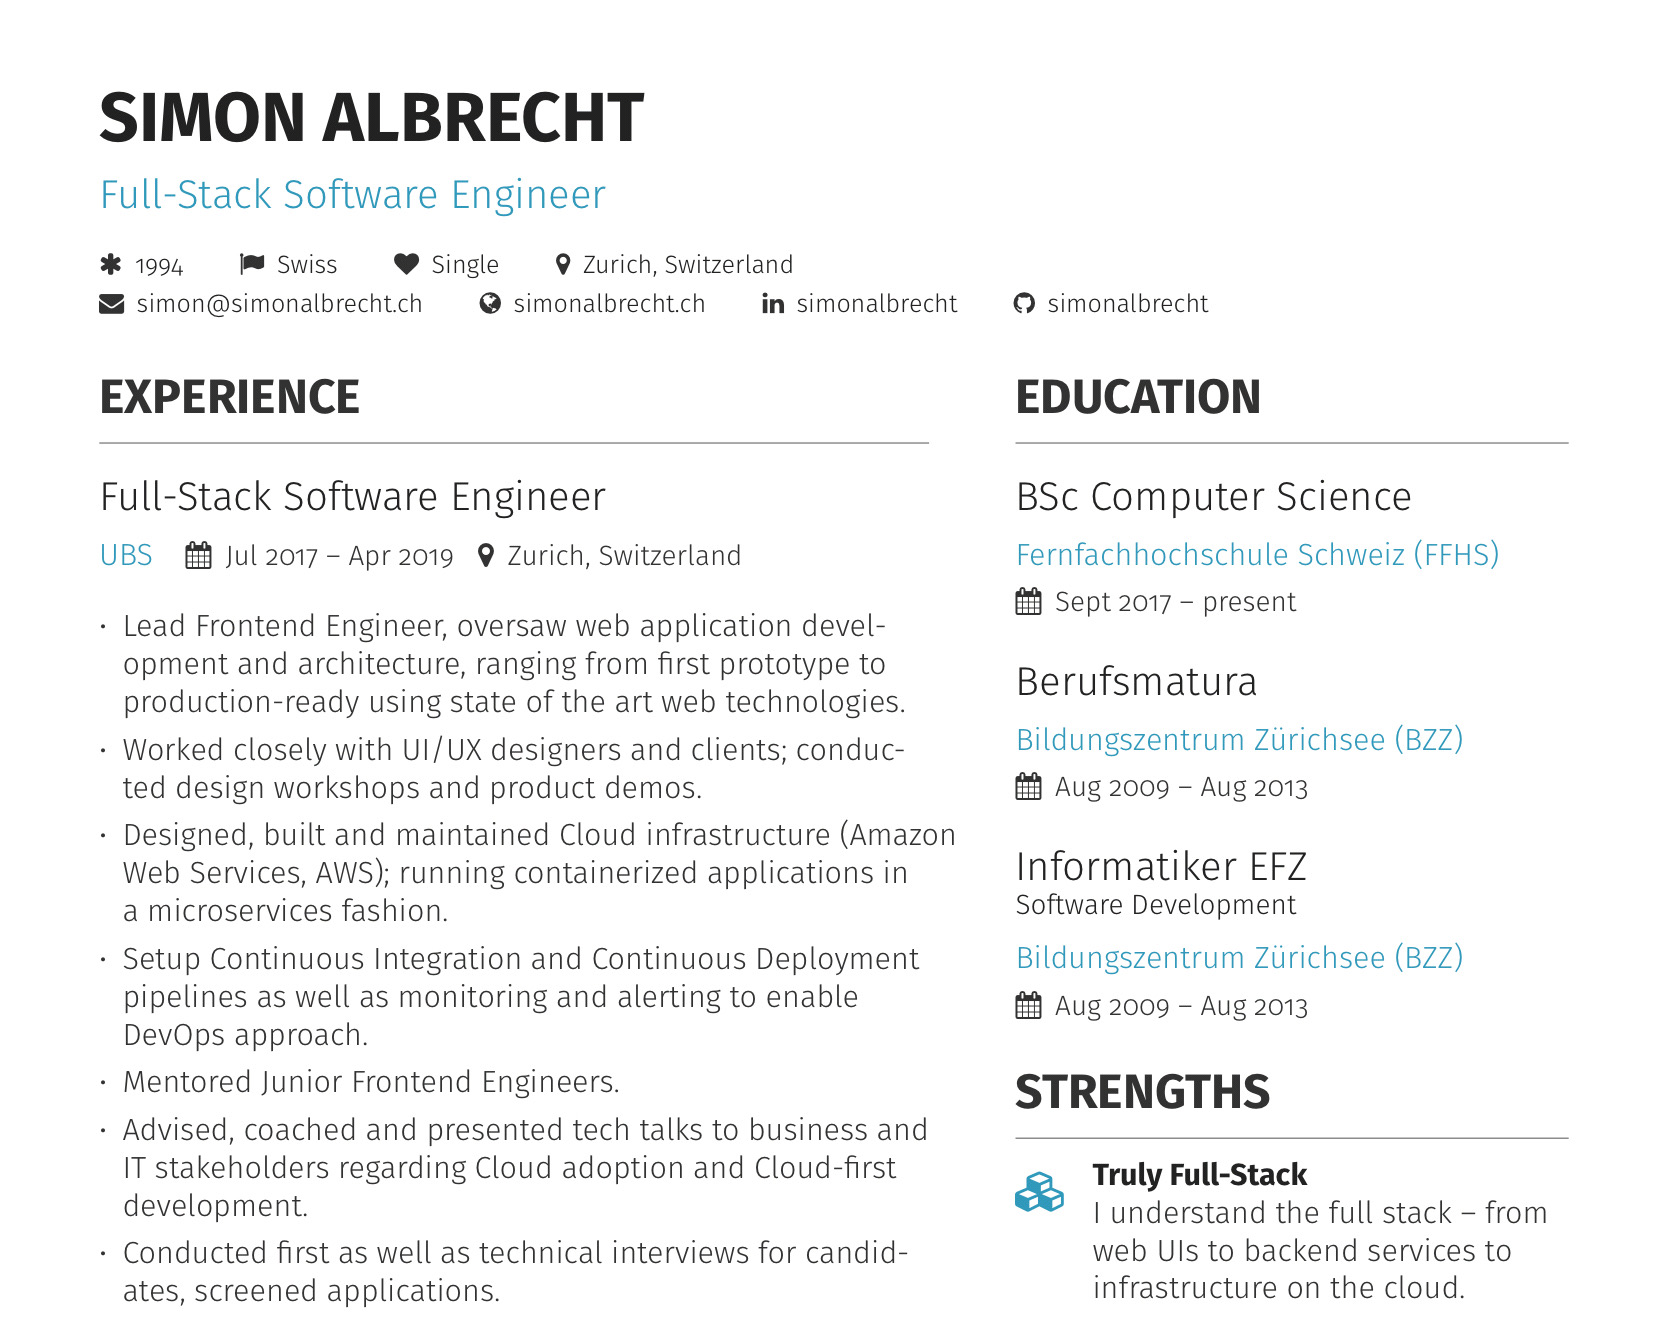 SIMON ALBRECHT
Full-Stack Software Engineer
1994 Swiss Single Zurich, Switzerland
simon@simonalbrecht.ch simonalbrecht.ch simonalbrecht simonalbrecht
EXPERIENCE
Full-Stack Software Engineer
UBS Jul 2017 – Apr 2019 Zurich, Switzerland
· Lead Frontend Engineer, oversaw web application devel-
opment and architecture, ranging from first prototype to
production-ready using state of the art web technologies.
· Worked closely with UI/UX designers and clients; conduc-
ted design workshops and product demos.
· Designed, built and maintained Cloud infrastructure (Amazon
Web Services, AWS); running containerized applications in
a microservices fashion.
· Setup Continuous Integration and Continuous Deployment
pipelines as well as monitoring and alerting to enable
DevOps approach.
· Mentored Junior Frontend Engineers.
· Advised, coached and presented tech talks to business and
IT stakeholders regarding Cloud adoption and Cloud-first
development.
· Conducted first as well as technical interviews for candid-
ates, screened applications.
EDUCATION
BSc Computer Science
Fernfachhochschule Schweiz (FFHS)
Sept 2017 – present
Berufsmatura
Bildungszentrum Zürichsee (BZZ)
Aug 2009 – Aug 2013
Informatiker EFZ
Software Development
Bildungszentrum Zürichsee (BZZ)
Aug 2009 – Aug 2013
STRENGTHS
Truly Full-Stack
I understand the full stack – from
web UIs to backend services to
infrastructure on the cloud.